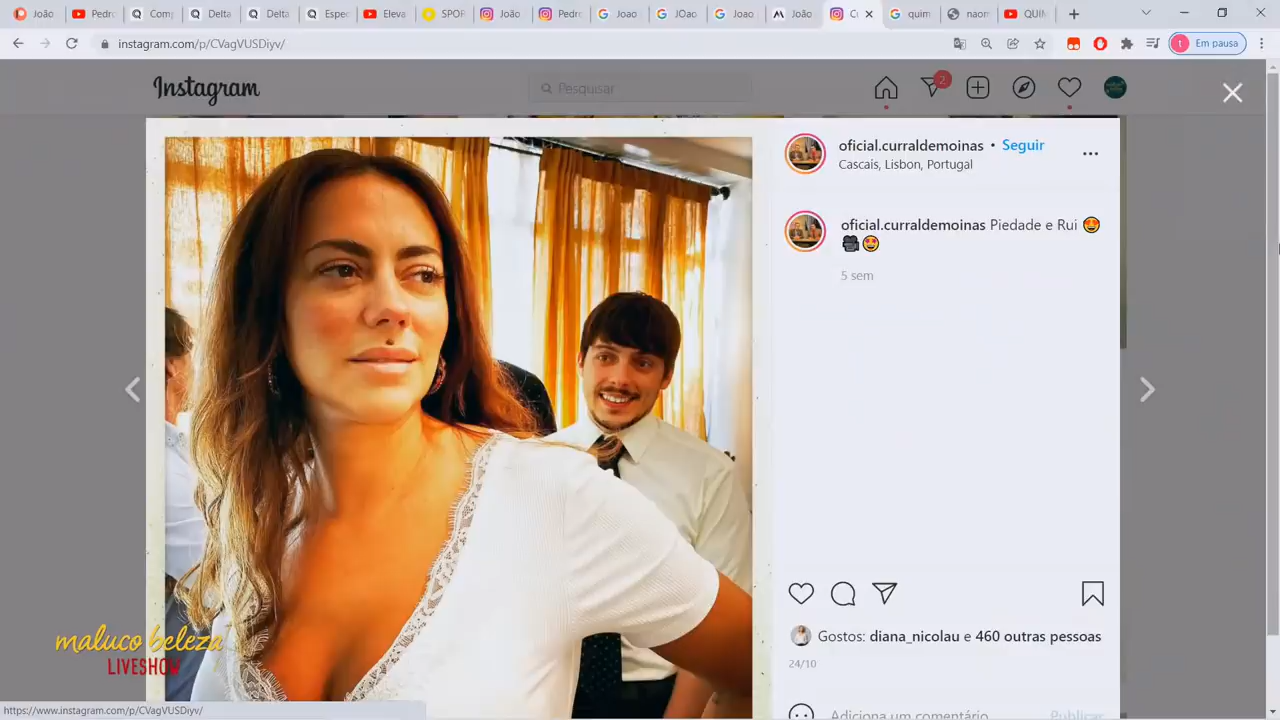 João
Pedro
Comp
Delta
Delta
Espec
Eleva
SPOR
João
Pedro
Joao
JOao
Joao
João
quim
naom
QUIM
instagram.com/p/CVagVUSDiyv/
t Em pausa
Instagram
Pesquisar
2
oficial.curraldemoinas • Seguir
Cascais, Lisbon, Portugal
oficial.curraldemoinas Piedade e Rui
5 sem
Gostos: diana_nicolau e 460 outras pessoas
24/10
Adiciona um comentário... Publicar
maluco beleza
LIVESHOW
https://www.instagram.com/p/CVagVUSDiyv/